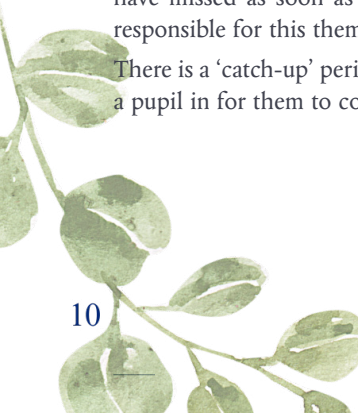 have missed as soon as
responsible for this them
There is a ‘catch-up’ peri
a pupil in for them to co
10